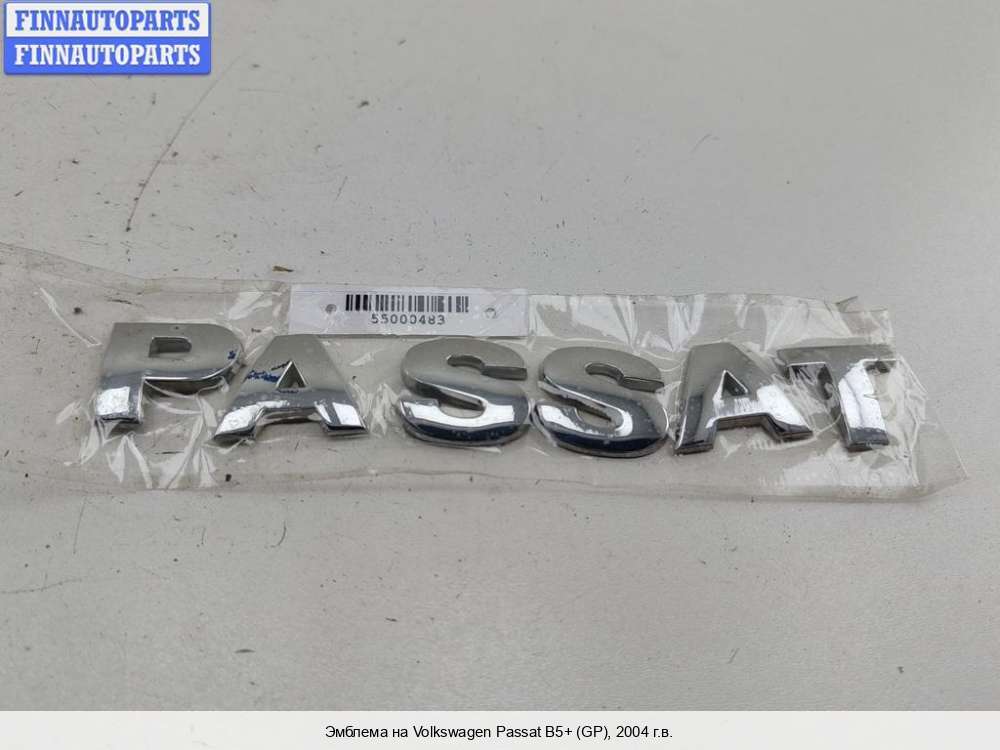 FINNAUTOPARTS
FINNAUTOPARTS
55000483
PASSAT
Эмблема на Volkswagen Passat B5+ (GP), 2004 г.в.